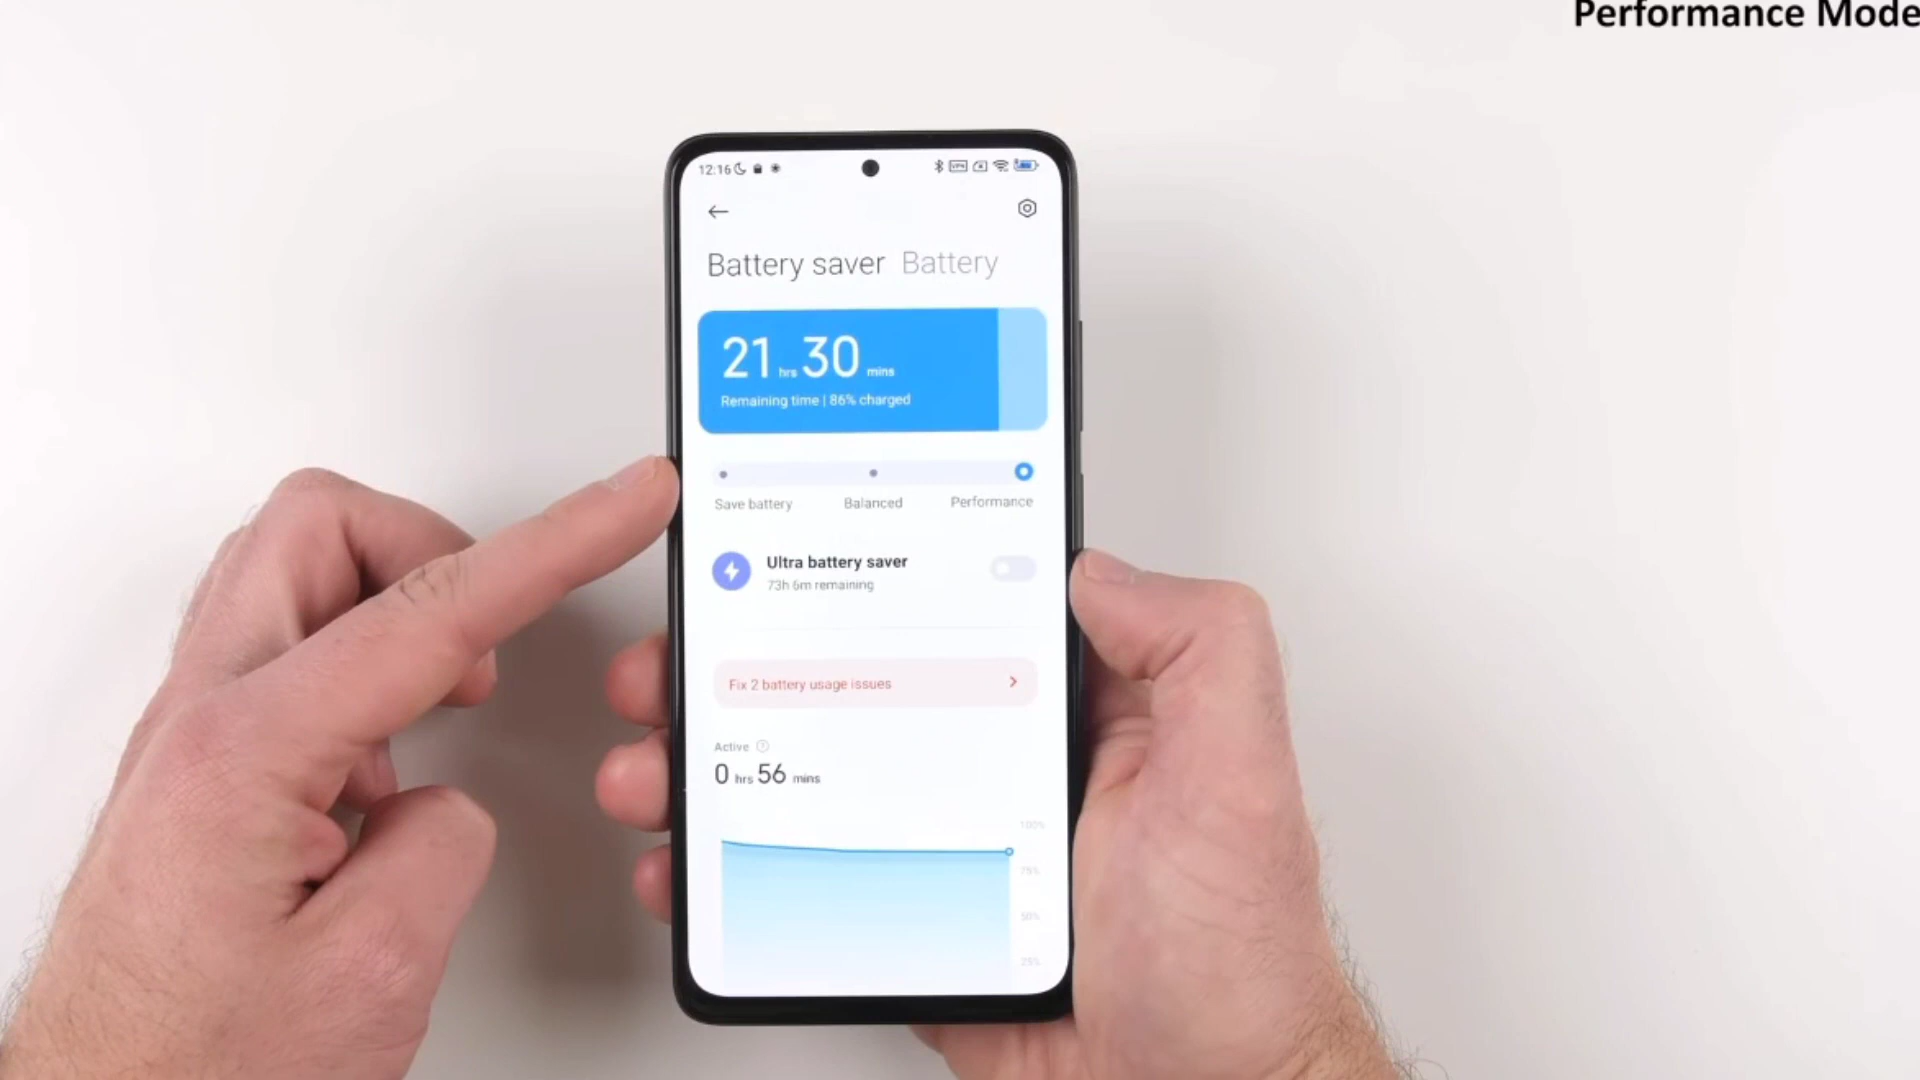 Performance Mode
12:16
VPN
Battery saver Battery
21 hrs 30 mins
Remaining time | 86% charged
Save battery Balanced Performance
Ultra battery saver
73h 6m remaining
Fix 2 battery usage issues
Active
0 hrs 56 mins
100%
75%
50%
25%